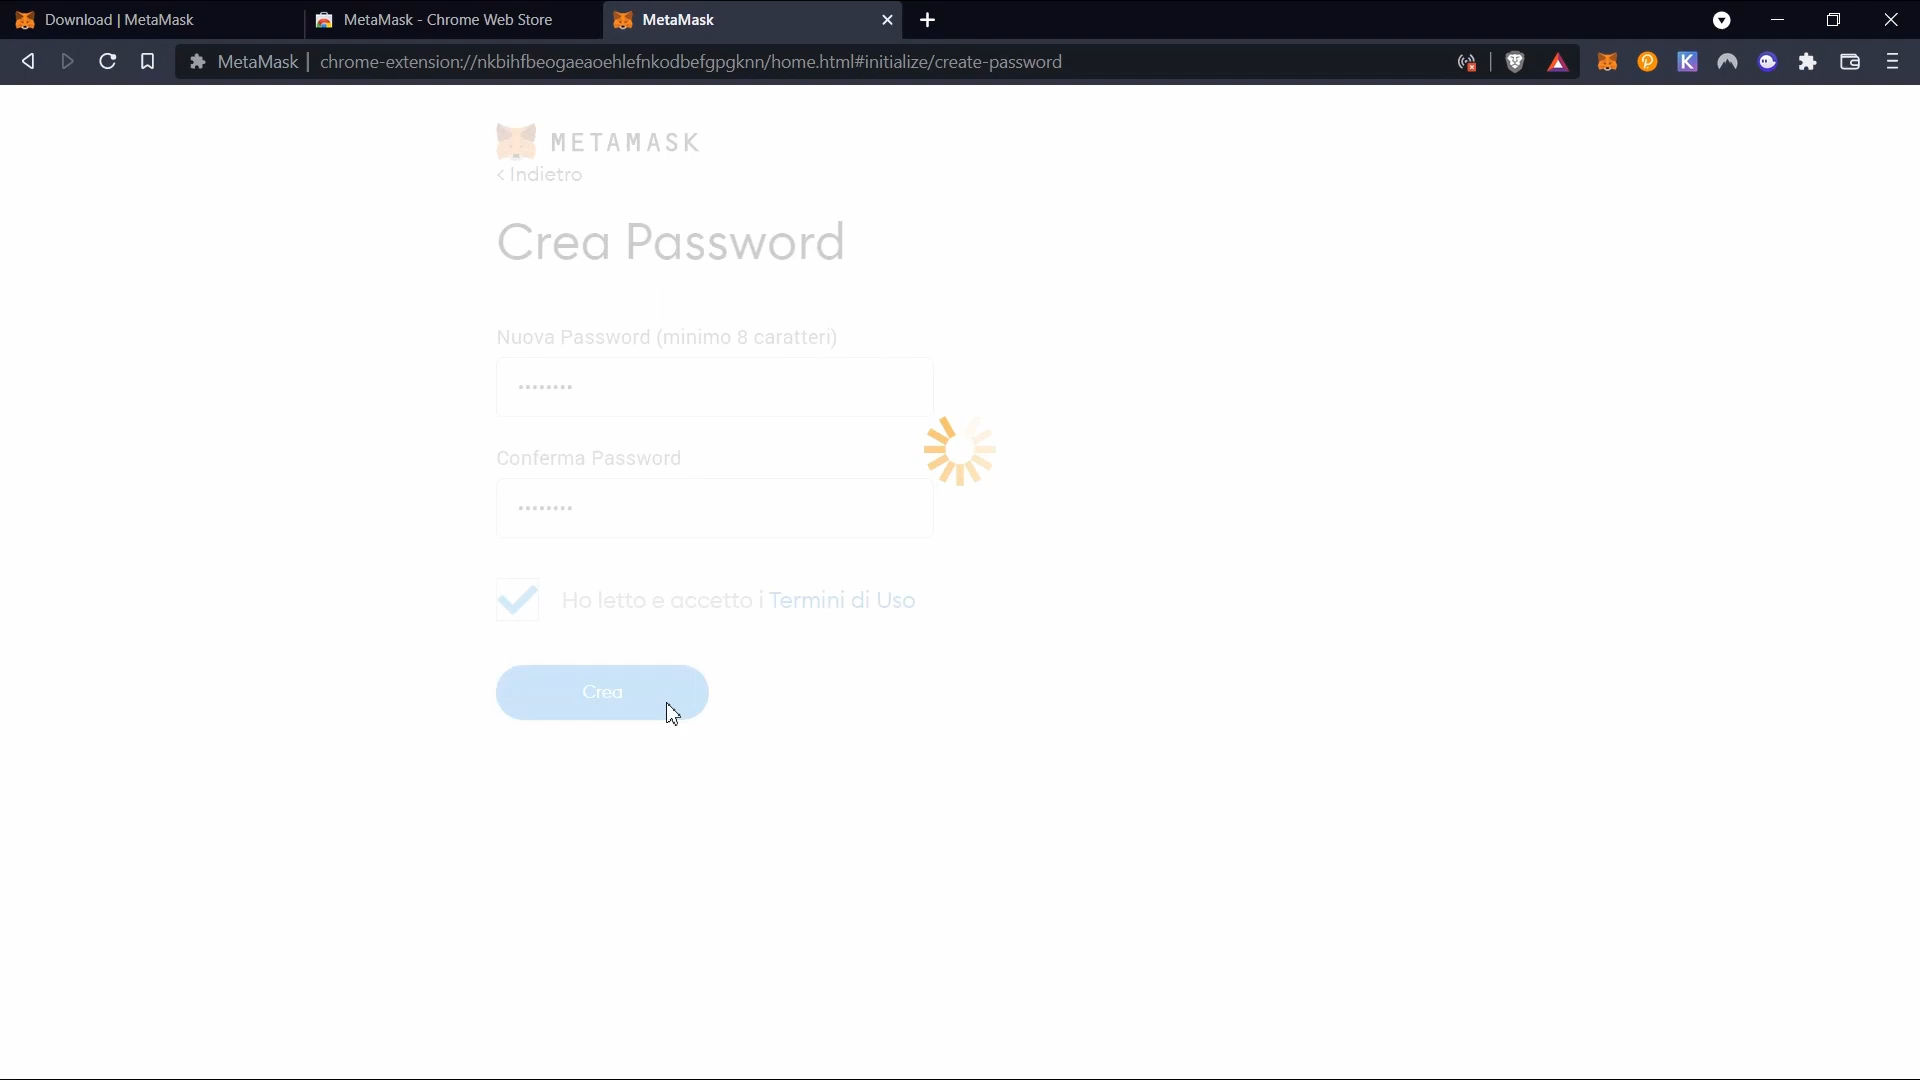 Download | MetaMask
MetaMask - Chrome Web Store
MetaMask
MetaMask | chrome-extension://nkbihfbeogaeaoehlefnkodbefgpgknn/home.html#initialize/create-password
METAMASK
< Indietro
Crea Password
Nuova Password (minimo 8 caratteri)
••••••••
Conferma Password
••••••••
Ho letto e accetto i Termini di Uso
Crea